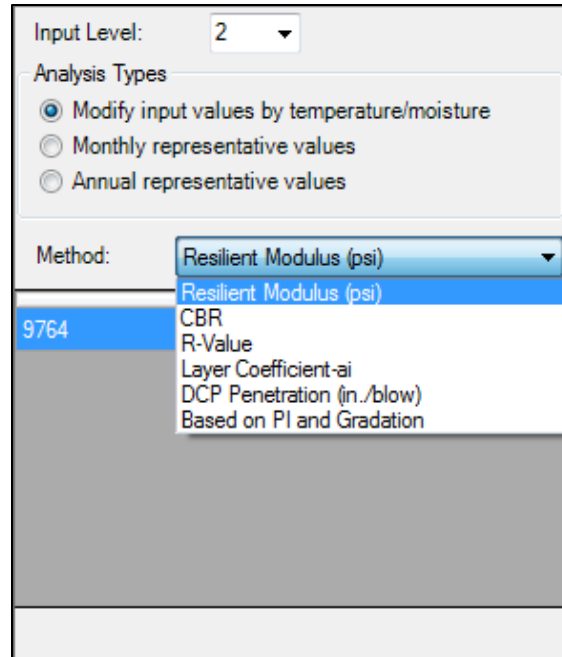 Input Level: 2
Analysis Types
Modify input values by temperature/moisture
Monthly representative values
Annual representative values
Method: Resilient Modulus (psi)
Resilient Modulus (psi)
9764
CBR
R-Value
Layer Coefficient-ai
DCP Penetration (in./blow)
Based on PI and Gradation